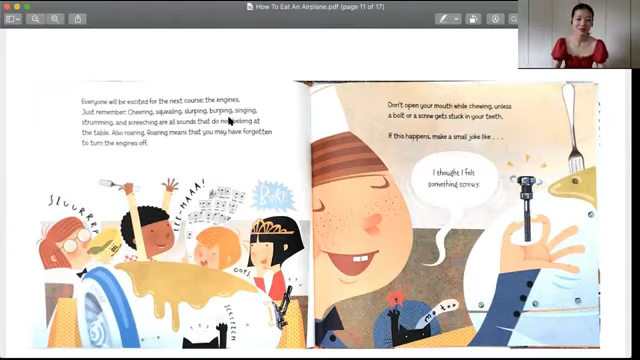 How To Eat An Airplane.pdf (page 11 of 17)
Everyone will be excited for the next course: the engines.
Just remember: Cheering, squealing, slurping, burping, singing,
strumming, and screeching are all sounds that do not belong at
the table. Also roaring. Roaring means that you may have forgotten
to turn the engines off.
SLURRRP
EEE-HAAA!
BURP
OOPS
SCREECH
Don't open your mouth while chewing, unless
a bolt or a screw gets stuck in your teeth.
If this happens, make a small joke like . . .
I thought I felt
something screwy.